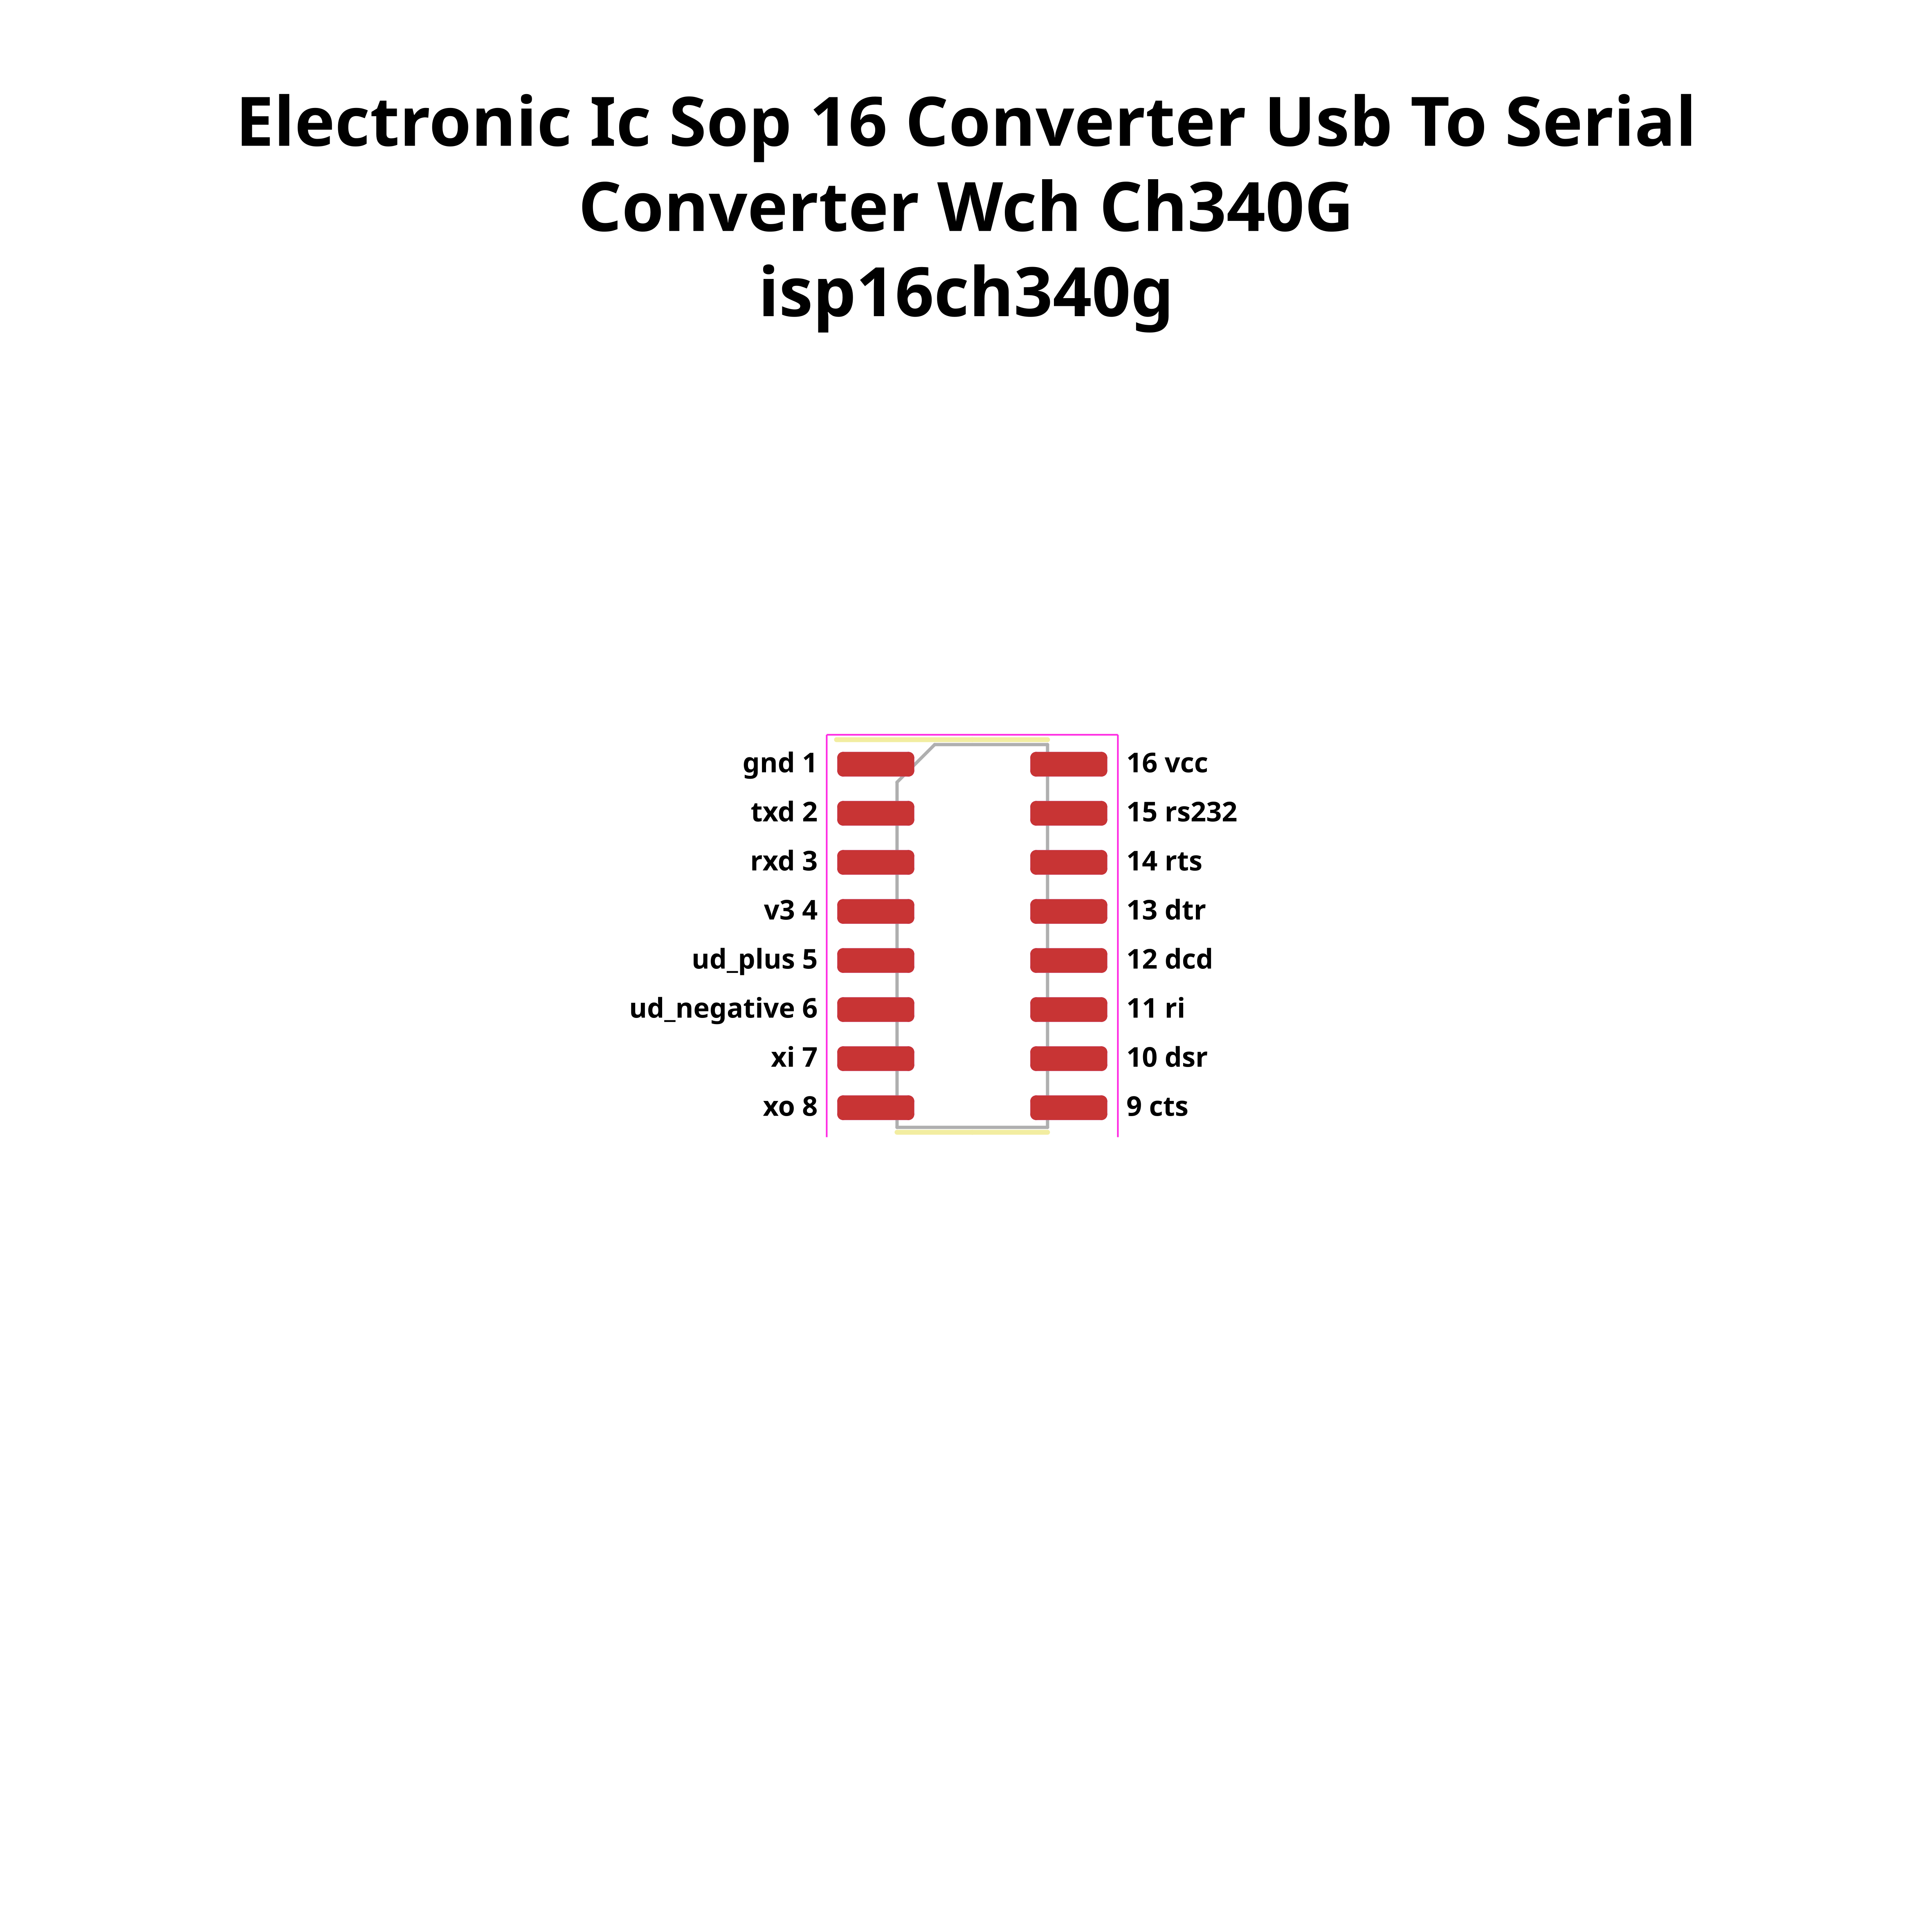 Electronic Ic Sop 16 Converter Usb To Serial
Converter Wch Ch340G
isp16ch340g
gnd 1
txd 2
rxd 3
v3 4
ud_plus 5
ud_negative 6
xi 7
xo 8
16 vcc
15 rs232
14 rts
13 dtr
12 dcd
11 ri
10 dsr
9 cts